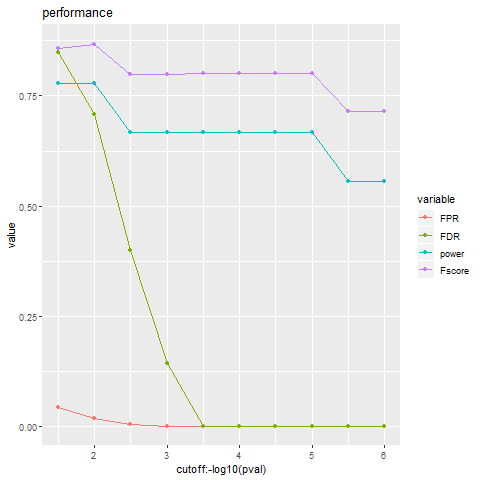 performance
value
0.75
0.50
0.25
0.00
2
3
4
5
6
cutoff:-log10(pval)
variable
FPR
FDR
power
Fscore